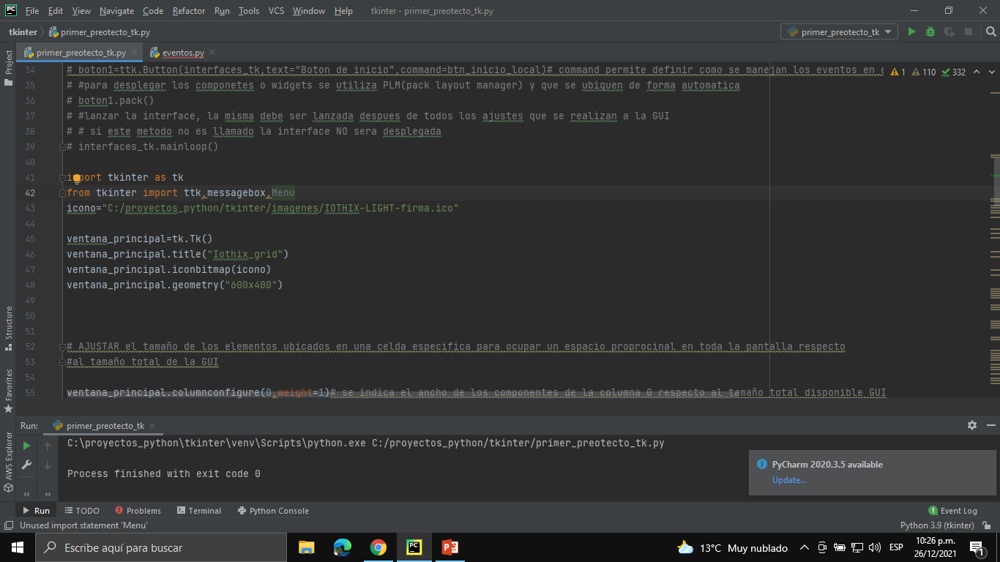 File Edit View Navigate Code Refactor Run Tools VCS Window Help tkinter - primer_preotecto_tk.py
tkinter primer_preotecto_tk.py primer_preotecto_tk
primer_preotecto_tk.py eventos.py
Project
34 # boton1=ttk.Button(interfaces_tk,text="Boton de inicio",command=btn_inicio_local)# command permite definir como se manejan los eventos en e 1 110 332
35 # #para desplegar los componetes o widgets se utiliza PLM(pack layout manager) y que se ubiquen de forma automatica
36 # boton1.pack()
37 # #lanzar la interface, la misma debe ser lanzada despues de todos los ajustes que se realizan a la GUI
38 # # si este metodo no es llamado la interface NO sera desplegada
39 # interfaces_tk.mainloop()
40
41 import tkinter as tk
42 from tkinter import ttk,messagebox,Menu
43 icono="C:/proyectos_python/tkinter/imagenes/IOTHIX-LIGHT-firma.ico"
44
45 ventana_principal=tk.Tk()
46 ventana_principal.title("Iothix_grid")
47 ventana_principal.iconbitmap(icono)
48 ventana_principal.geometry("600x400")
49
50
51
52 # AJUSTAR el tamaño de los elementos ubicados en una celda especifica para ocupar un espacio proprocinal en toda la pantalla respecto
53 #al tamaño total de la GUI
54
55 ventana_principal.columnconfigure(0,weight=1)# se indica el ancho de los componentes de la columna 0 respecto al tamaño total disponible GUI
Structure
Favorites
AWS Explorer
Run: primer_preotecto_tk
C:\proyectos_python\tkinter\venv\Scripts\python.exe C:/proyectos_python/tkinter/primer_preotecto_tk.py
Process finished with exit code 0
PyCharm 2020.3.5 available
Update...
Run TODO Problems Terminal Python Console 1 Event Log
Unused import statement 'Menu' Python 3.9 (tkinter)
Escribe aquí para buscar 13°C Muy nublado ESP 10:26 p.m.
26/12/2021 1